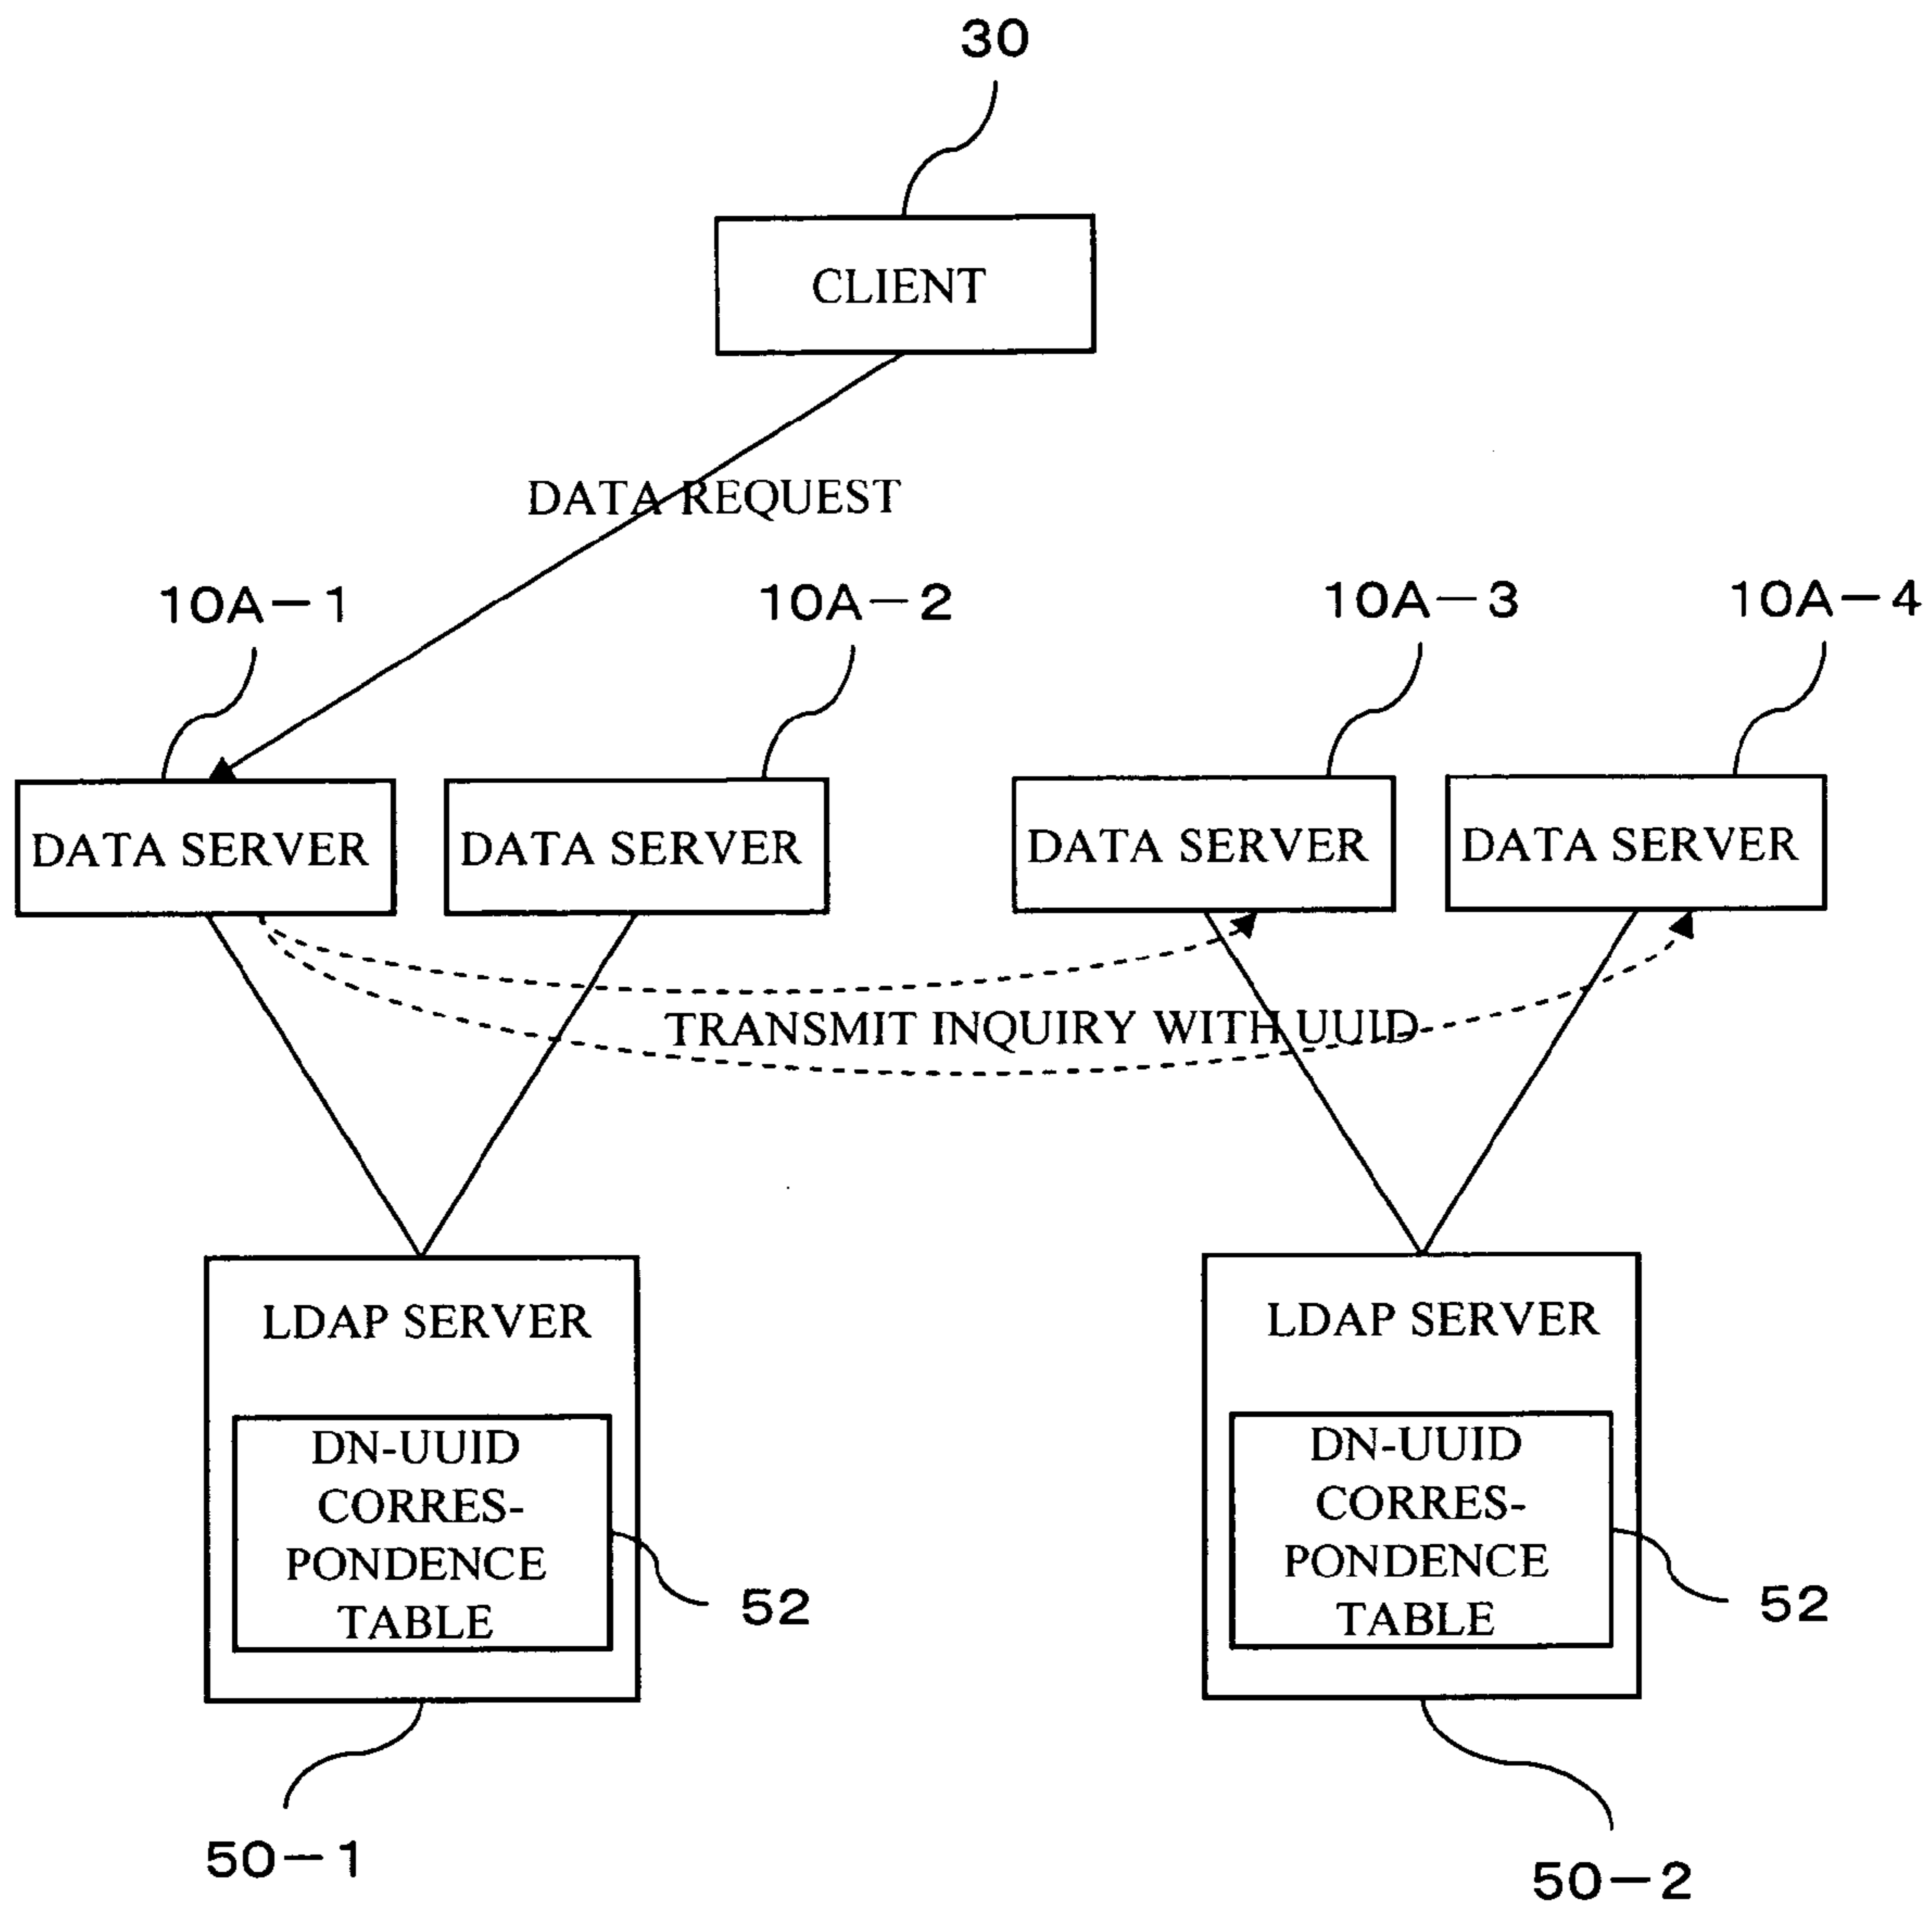 30
CLIENT
DATA REQUEST
10A-1
10A-2
10A-3
10A-4
DATA SERVER
DATA SERVER
DATA SERVER
DATA SERVER
TRANSMIT INQUIRY WITH UUID
LDAP SERVER
DN-UUID
CORRES-
PONDENCE
TABLE
52
50-1
LDAP SERVER
DN-UUID
CORRES-
PONDENCE
TABLE
52
50-2